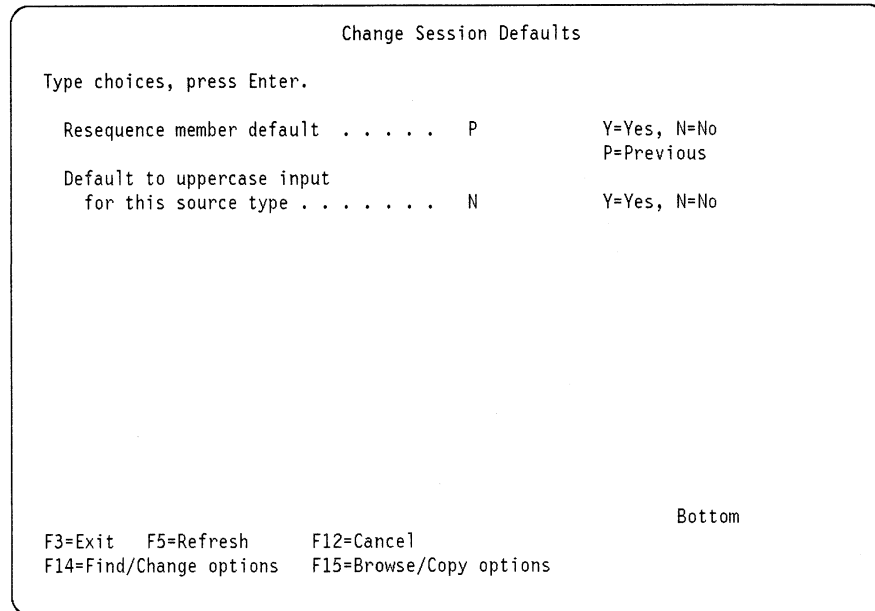 Change Session Defaults
Type choices, press Enter.
Resequence member default . . . . . P Y=Yes, N=No
P=Previous
Default to uppercase input
for this source type . . . . . . . N Y=Yes, N=No
Bottom
F3=Exit F5=Refresh F12=Cancel
F14=Find/Change options F15=Browse/Copy options